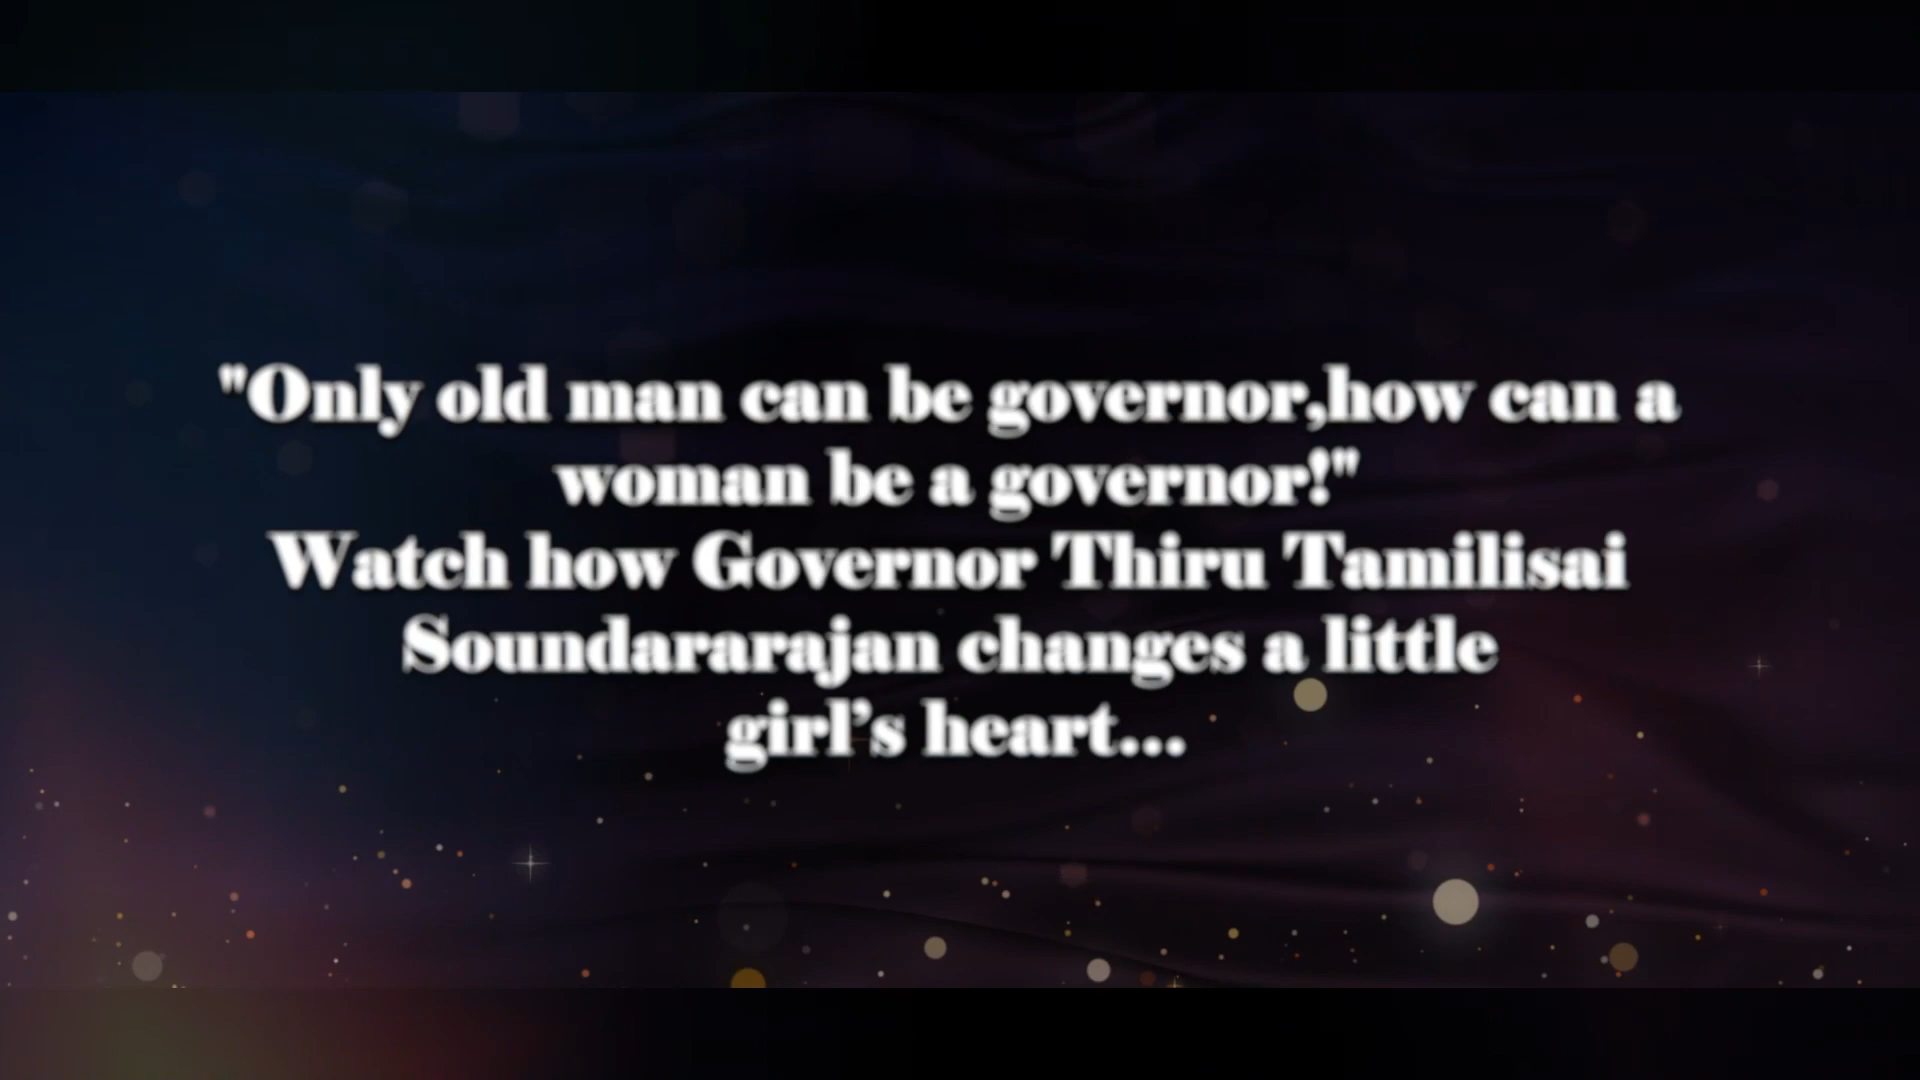 "Only old man can be governor,how can a
woman be a governor!"
Watch how Governor Thiru Tamilisai
Soundararajan changes a little
girl’s heart...